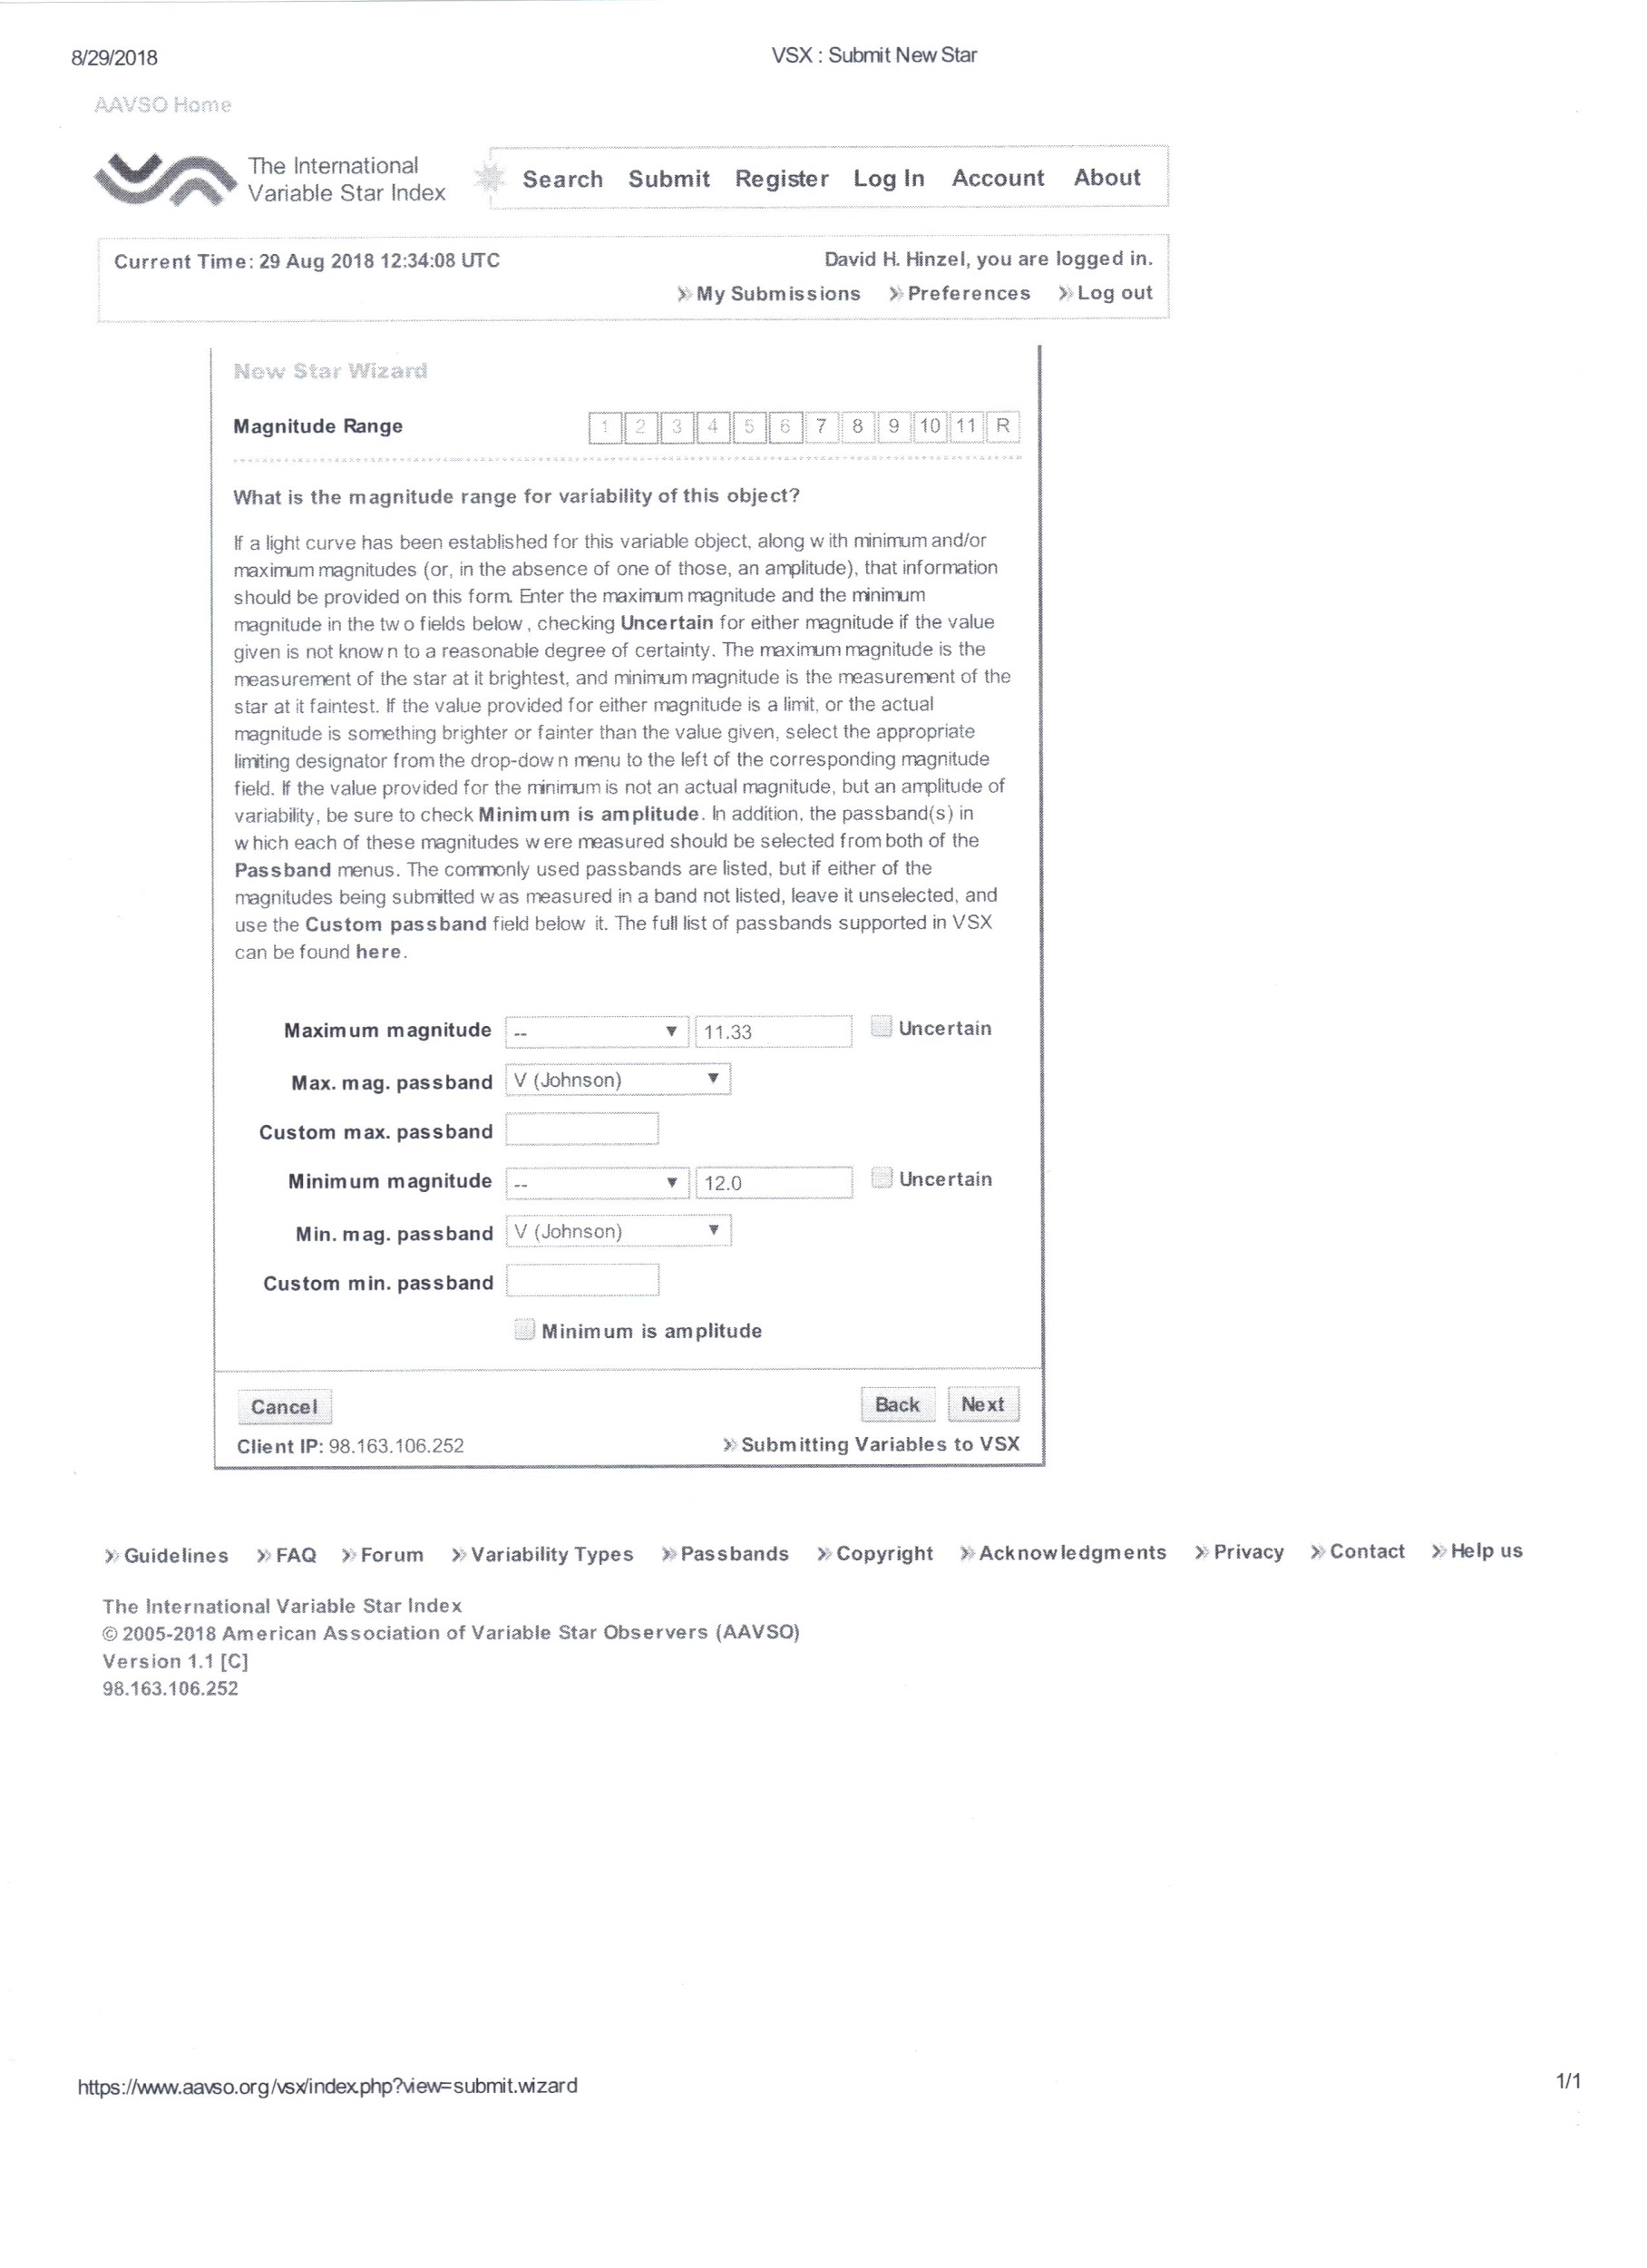 8/29/2018 VSX : Submit New Star
AAVSO Home
The International
Variable Star Index
Search Submit Register Log In Account About
Current Time: 29 Aug 2018 12:34:08 UTC David H. Hinzel, you are logged in.
» My Submissions » Preferences » Log out
New Star Wizard
Magnitude Range 1 2 3 4 5 6 7 8 9 10 11 R
What is the magnitude range for variability of this object?
If a light curve has been established for this variable object, along with minimum and/or
maximum magnitudes (or, in the absence of one of those, an amplitude), that information
should be provided on this form. Enter the maximum magnitude and the minimum
magnitude in the two fields below, checking Uncertain for either magnitude if the value
given is not known to a reasonable degree of certainty. The maximum magnitude is the
measurement of the star at it brightest, and minimum magnitude is the measurement of the
star at it faintest. If the value provided for either magnitude is a limit, or the actual
magnitude is something brighter or fainter than the value given, select the appropriate
limiting designator from the drop-down menu to the left of the corresponding magnitude
field. If the value provided for the minimum is not an actual magnitude, but an amplitude of
variability, be sure to check Minimum is amplitude. In addition, the passband(s) in
which each of these magnitudes were measured should be selected from both of the
Passband menus. The commonly used passbands are listed, but if either of the
magnitudes being submitted was measured in a band not listed, leave it unselected, and
use the Custom passband field below it. The full list of passbands supported in VSX
can be found here.
Maximum magnitude -- ▼ 11.33 Uncertain
Max. mag. passband V (Johnson) ▼
Custom max. passband
Minimum magnitude -- ▼ 12.0 Uncertain
Min. mag. passband V (Johnson) ▼
Custom min. passband
Minimum is amplitude
Cancel Back Next
Client IP: 98.163.106.252 » Submitting Variables to VSX
» Guidelines » FAQ » Forum » Variability Types » Passbands » Copyright » Acknowledgments » Privacy » Contact » Help us
The International Variable Star Index
© 2005-2018 American Association of Variable Star Observers (AAVSO)
Version 1.1 [C]
98.163.106.252
https://www.aavso.org/vsx/index.php?view=submit.wizard 1/1